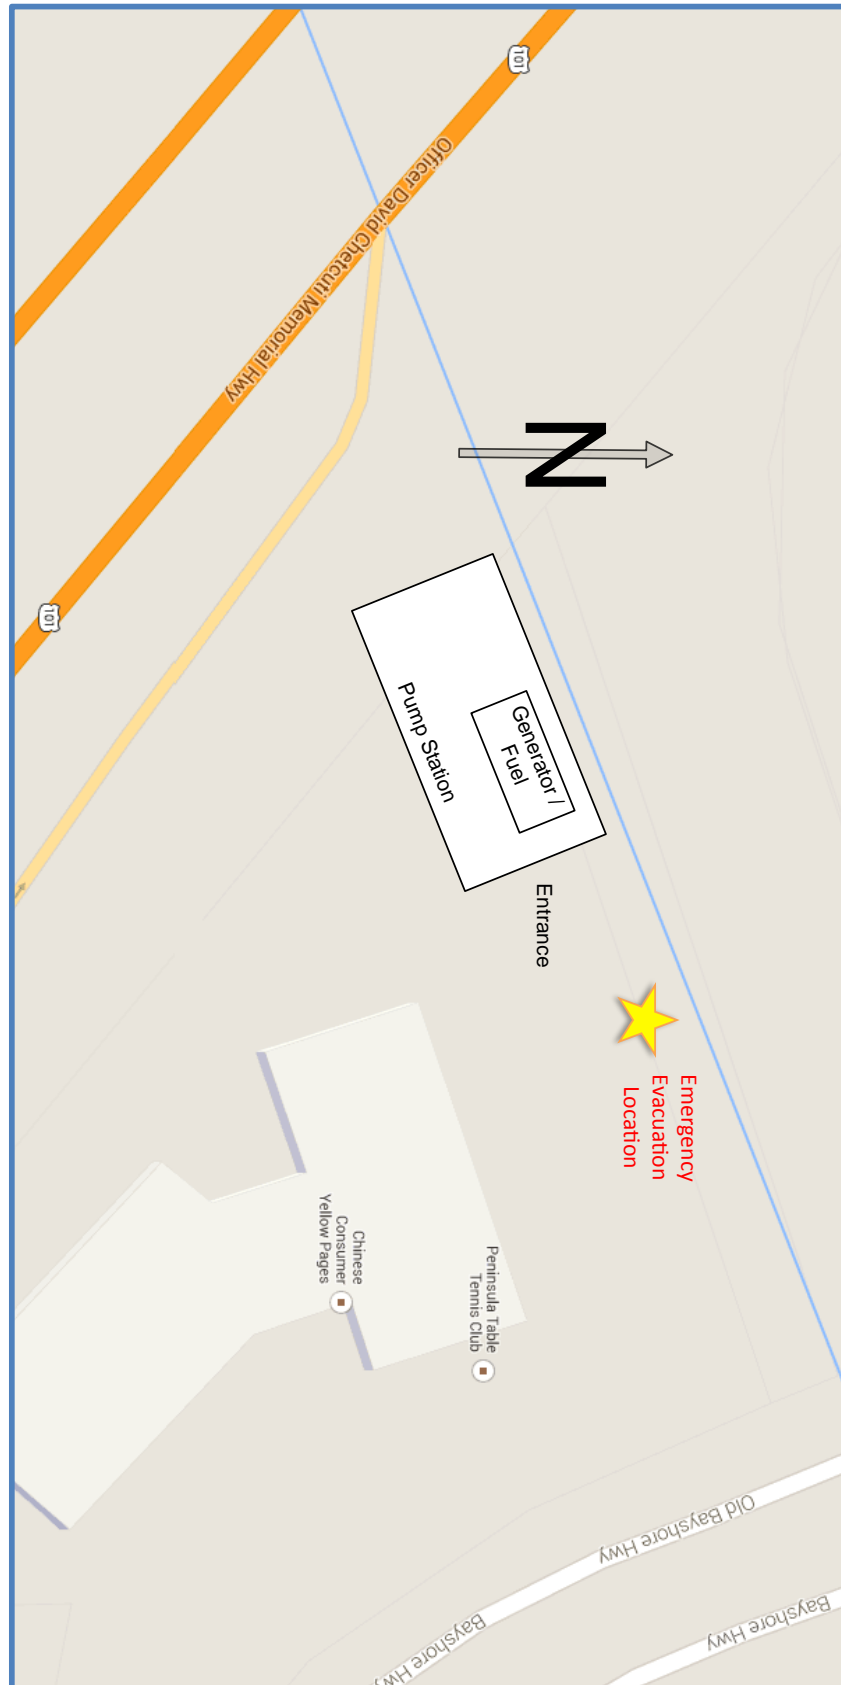 101
Officer David Chetcuti Memorial Hwy
101
N
Generator /
Fuel
Pump Station
Entrance
Emergency
Evacuation
Location
Chinese
Consumer
Yellow Pages
Peninsula Table
Tennis Club
Old Bayshore Hwy
Bayshore Hwy
Bayshore Hwy